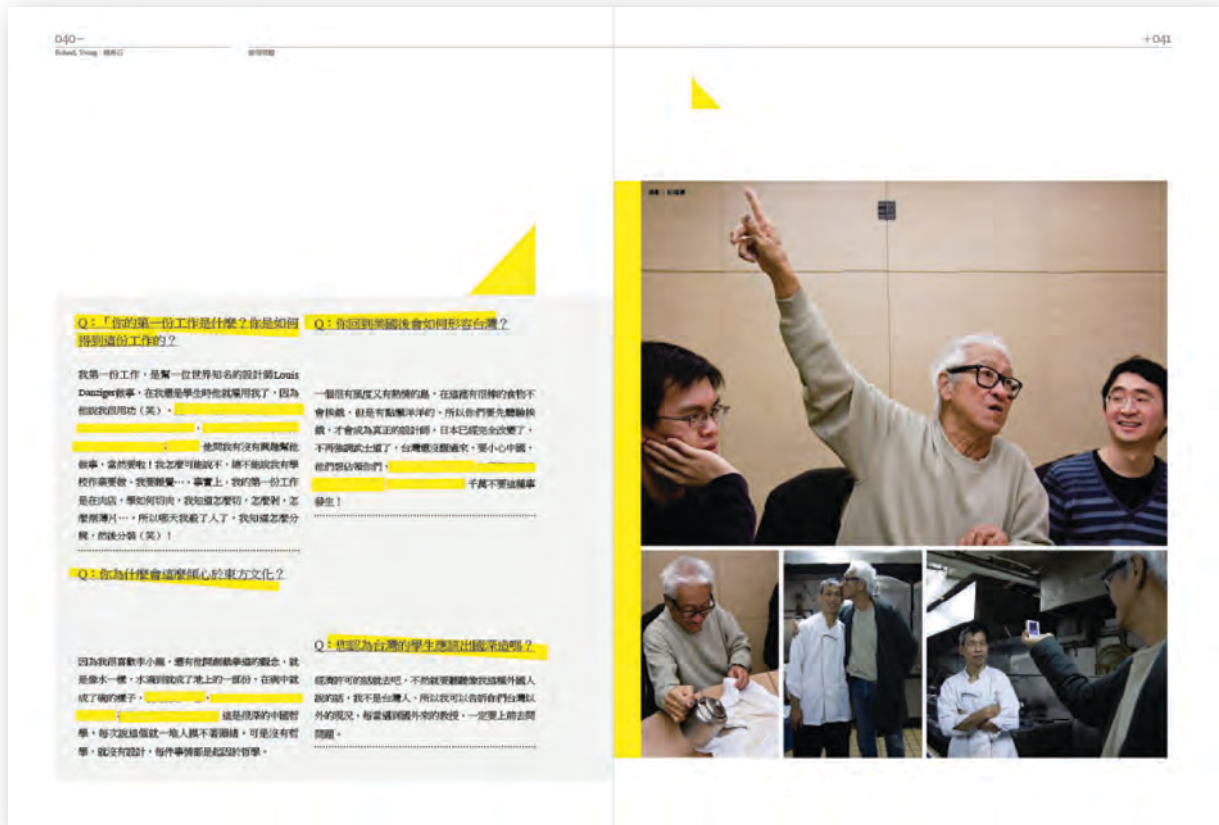 040—
+041
Roland, Young
Q：「你的第一份工作是什麼？你是如何
得到這份工作的？
我第一份工作，是幫一位世界知名的設計師Louis
Danziger做事，在我還是學生時他就雇用我了，因為
他說我很用功（笑）。
他問我有沒有興趣幫他
做事，當然要啦！我怎麼可能說不，總不能說我有學
校作業要做、我要睡覺…，事實上，我的第一份工作
是在肉店，學如何切肉，我知道怎麼切，怎麼剁，怎
麼削薄片…，所以哪天我殺了人了，我知道怎麼分
屍，然後分裝（笑）！
Q：你為什麼會這麼傾心於東方文化？
因為我很喜歡李小龍，還有他開創截拳道的觀念，就
是像水一樣，水滴到就成了地上的一部份，在碗中就
成了碗的樣子，
這是很深的中國哲
學，每次說這個就一堆人摸不著頭緒，可是沒有哲
學，就沒有設計，每件事情都是起因於哲學。
Q：你回到美國後會如何形容台灣？
一個很有風度又有熱情的島，在這裡有很棒的食物不
會挨餓，但是有點懶洋洋的，所以你們要先體驗挨
餓，才會成為真正的設計師，日本已經完全改變了，
不再強調武士道了，台灣還沒醒過來，要小心中國，
他們想佔領你們，
千萬不要這種事
發生！
Q：您認為台灣的學生應該出國深造嗎？
經濟許可的話就去吧，不然就要聽聽像我這種外國人
說的話，我不是台灣人，所以我可以告訴你們台灣以
外的現況，每當遇到國外來的教授，一定要上前去問
問題。